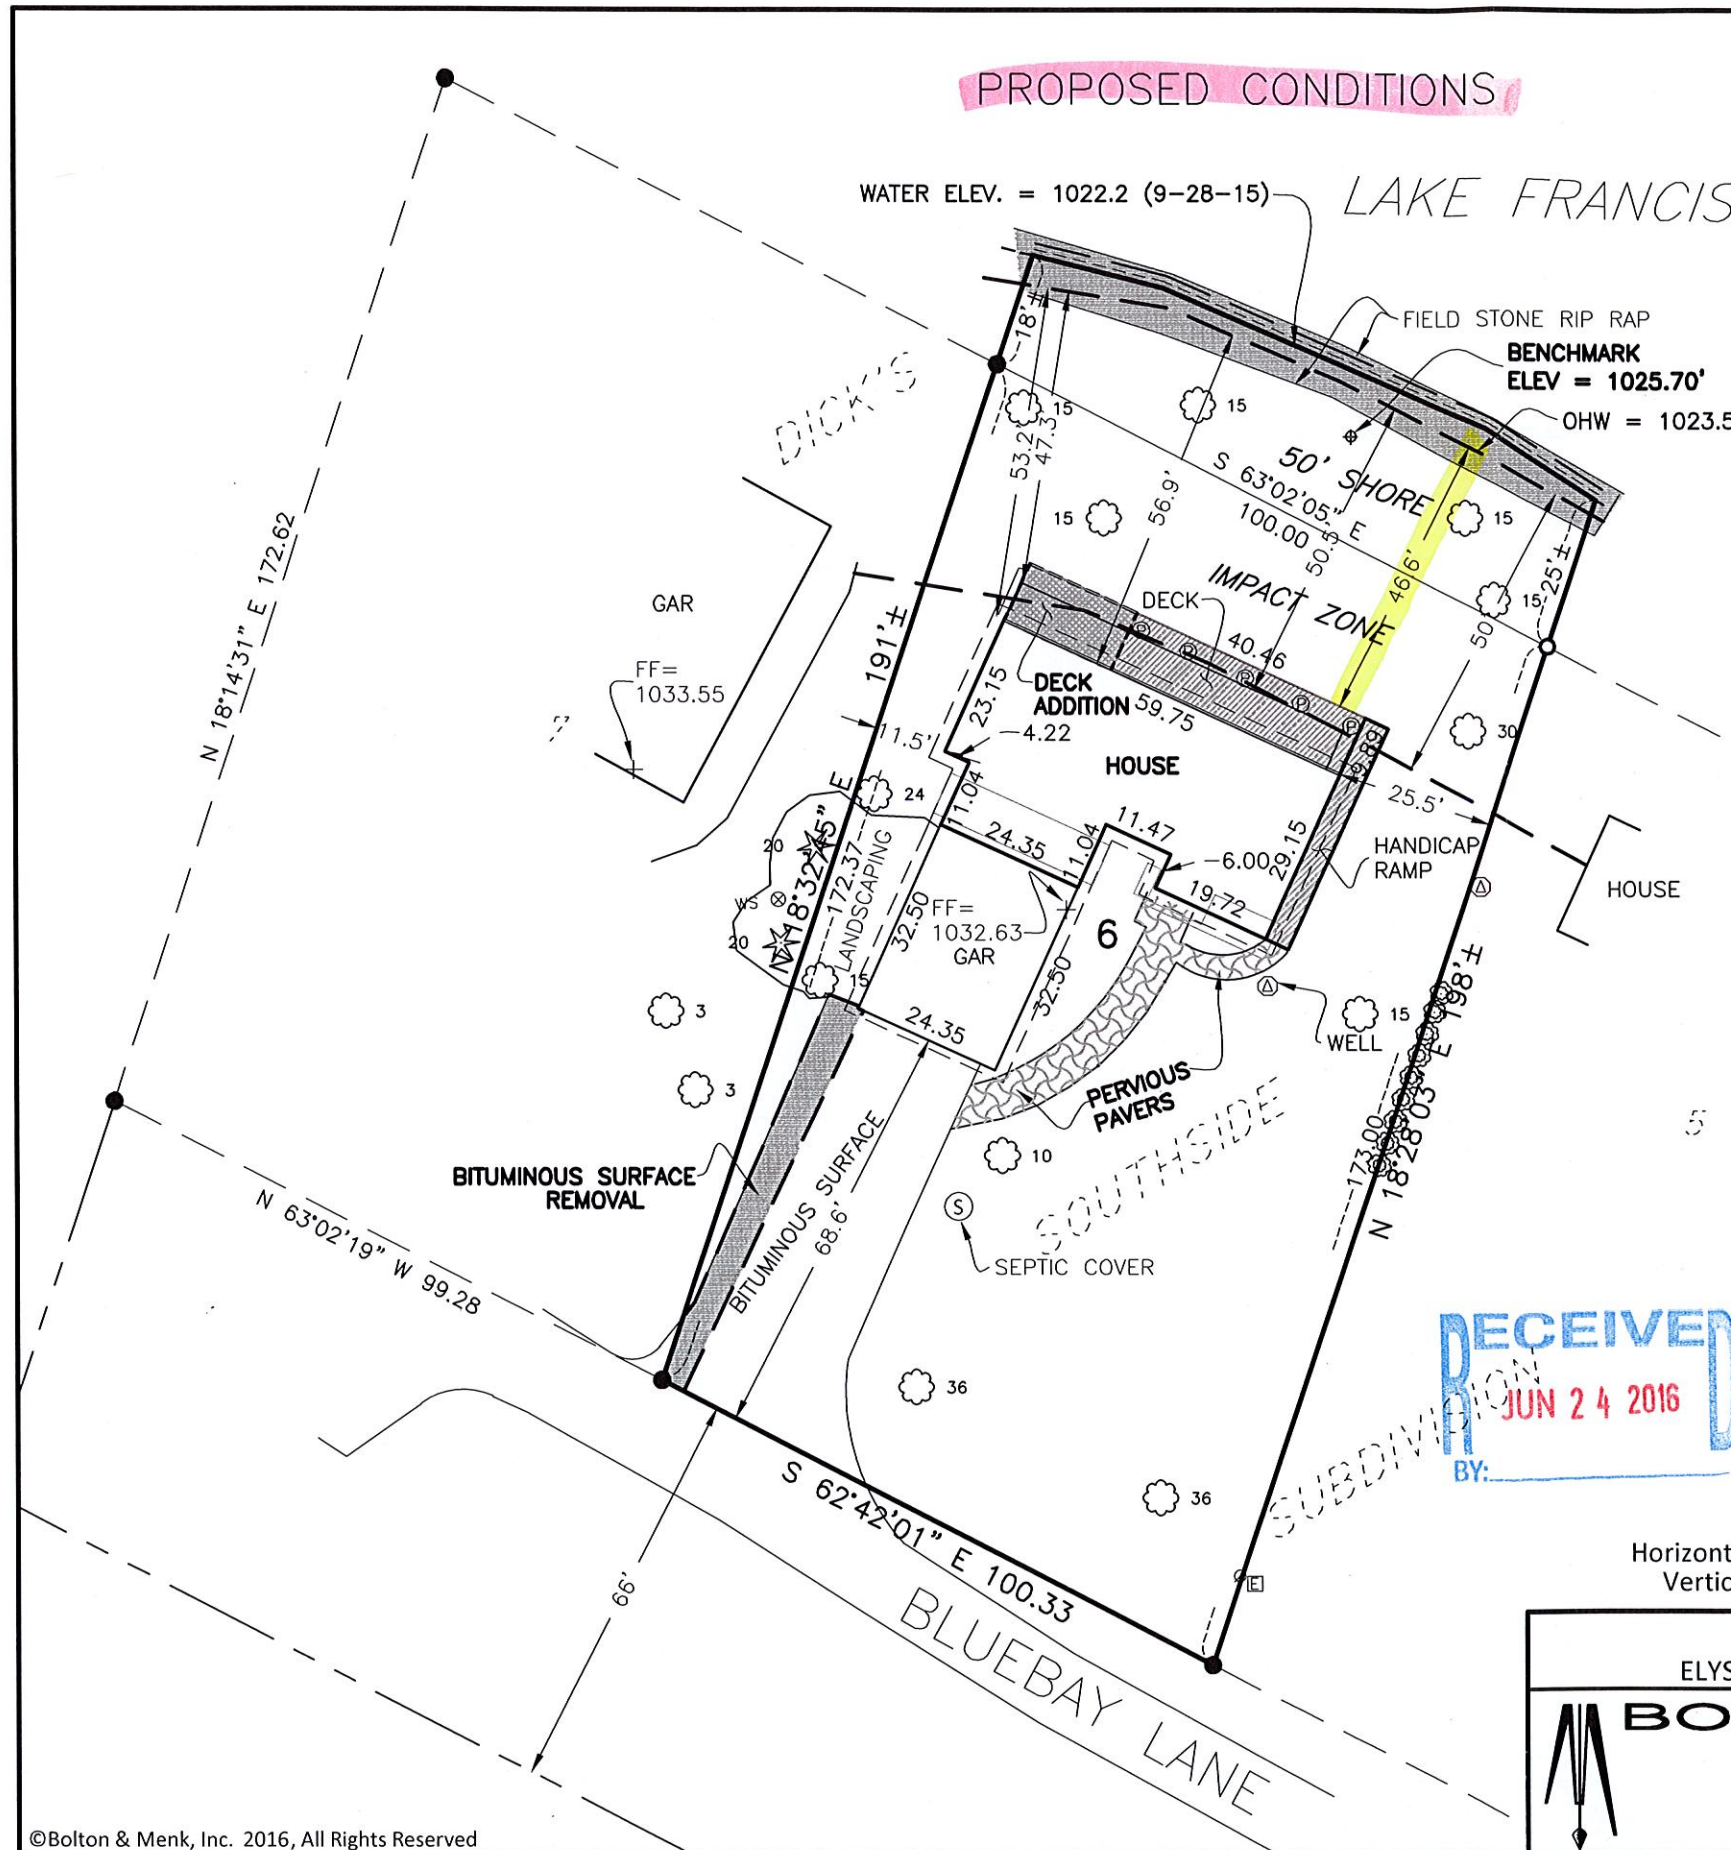 PROPOSED CONDITIONS
WATER ELEV. = 1022.2 (9-28-15)
LAKE FRANCIS
FIELD STONE RIP RAP
BENCHMARK
ELEV = 1025.70'
OHW = 1023.5
18'±
15
15
53.2'
47.3'
DICK'S
50' SHORE
S 63°02'05" E
100.00
56.9'
50.5'
15
15
46.6'
15
25'±
50'
IMPACT ZONE
DECK
40.46
N 18°14'31" E 172.62
GAR
FF=
1033.55
7
191'±
23.15
DECK
ADDITION
59.75
4.22
11.5'
30
HOUSE
9.89
25.5'
24
11.04
24.35
11.04
11.47
6.00
29.15
HANDICAP
RAMP
HOUSE
20
N 18°32'45" E
172.37
LANDSCAPING
WS
20
32.50
FF=
1032.63
GAR
6
19.72
15
32.50
24.35
3
3
15
WELL
N 18°28'03" E 198'±
173.00
PERVIOUS
PAVERS
5
10
SOUTHSIDE
BITUMINOUS SURFACE
REMOVAL
BITUMINOUS SURFACE
68.6'
S
SEPTIC COVER
N 63°02'19" W 99.28
36
36
SUBDIVISION
RECEIVED
JUN 24 2016
BY:
S 62°42'01" E 100.33
66'
BLUEBAY LANE
E
Horizont
Vertic
ELYS
BO
©Bolton & Menk, Inc. 2016, All Rights Reserved